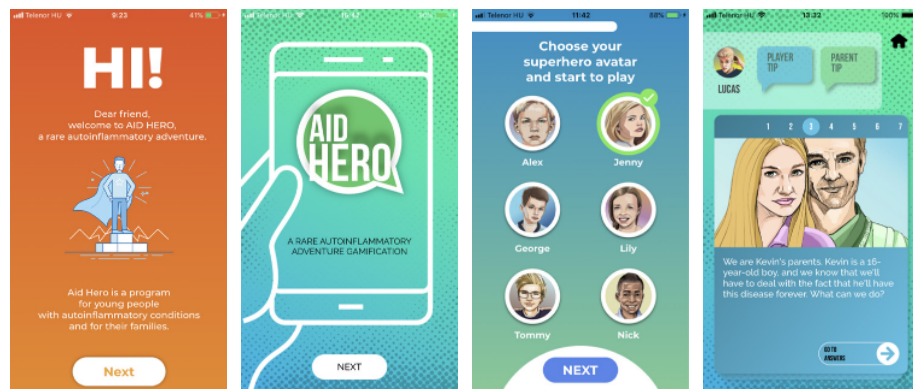 Telenor HU
9:23
41%
HI!
Dear friend,
welcome to AID HERO,
a rare autoinflammatory adventure.
Aid Hero is a program
for young people
with autoinflammatory conditions
and for their families.
Next
Telenor HU
AID
HERO
A RARE AUTOINFLAMMATORY
ADVENTURE GAMIFICATION
NEXT
Telenor HU
11:42
88%
Choose your
superhero avatar
and start to play
Alex
Jenny
George
Lily
Tommy
Nick
NEXT
Telenor HU
13:32
100%
LUCAS
PLAYER
TIP
PARENT
TIP
1 2 3 4 5 6 7
We are Kevin's parents. Kevin is a 16-
year-old boy, and we know that we'll
have to deal with the fact that he'll have
this disease forever. What can we do?
GO TO
ANSWERS